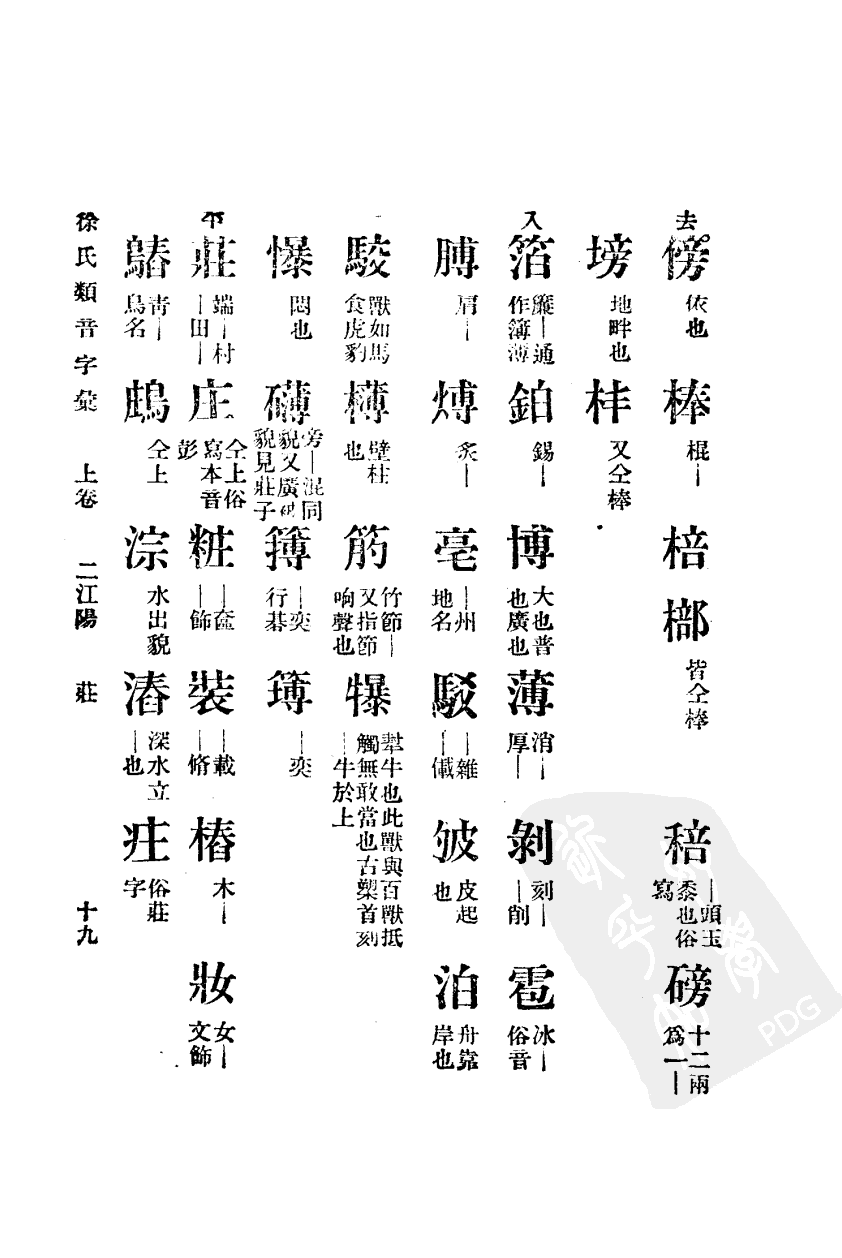 去 傍 依也 棒 棍｜ 棓 㮄 皆仝棒 稖 ｜頭玉黍也俗寫 磅 十二兩爲一｜
塝 地畔也 㭋 又仝棒
入 箔 簾｜通作簿薄 鉑 錫｜ 博 大也普也廣也 薄 消｜厚｜ 剝 刻｜｜削 雹 冰｜俗音
膊 肩｜ 煿 炙｜ 亳 ｜州地名 駁 ｜雜｜儎 皱 皮起也 泊 舟靠岸也
駮 獸如馬食虎豹 欂 壁柱也 筋 竹節｜又指節响聲也 犦 犎牛也此獸與百獸抵觸無敢當也古槊首刻｜牛於上
懪 悶也 礴 旁｜混同貌又廣貌見莊子 簙 ｜奕行碁 簿 ｜奕
平 莊 端｜村｜田｜ 庄 仝上俗寫本音彭 粧 ｜奩｜飾 裝 ｜載｜脩 樁 木｜ 妝 女｜文飾
鶄 青｜鳥名 鴋 仝上 淙 水出貌 湷 深水立｜也 疘 俗莊字
徐氏類音字彙 上卷 二江陽 莊 十九
PDG